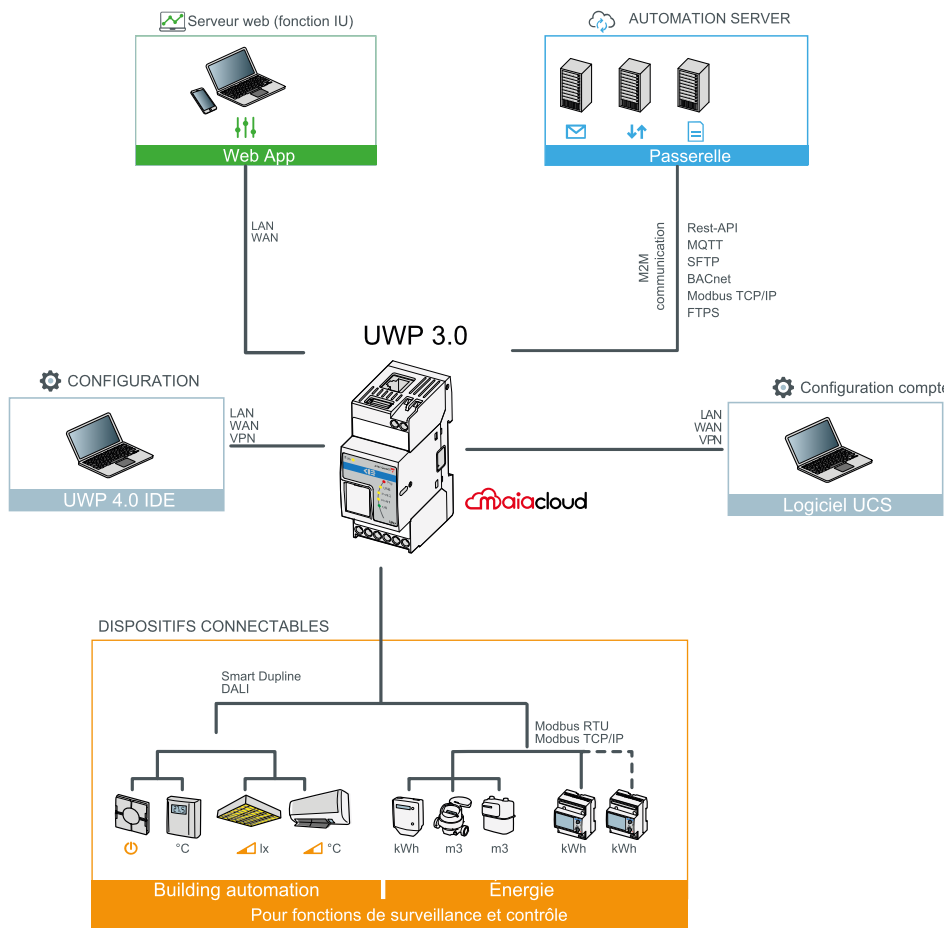 Serveur web (fonction IU)
AUTOMATION SERVER
Web App
Passerelle
LAN
WAN
M2M
communication
Rest-API
MQTT
SFTP
BACnet
Modbus TCP/IP
FTPS
UWP 3.0
CONFIGURATION
Configuration compte
LAN
WAN
VPN
LAN
WAN
VPN
UWP 4.0 IDE
Logiciel UCS
maiacloud
DISPOSITIFS CONNECTABLES
Smart Dupline
DALI
Modbus RTU
Modbus TCP/IP
°C
lx
°C
kWh
m3
m3
kWh
kWh
Building automation
Énergie
Pour fonctions de surveillance et contrôle